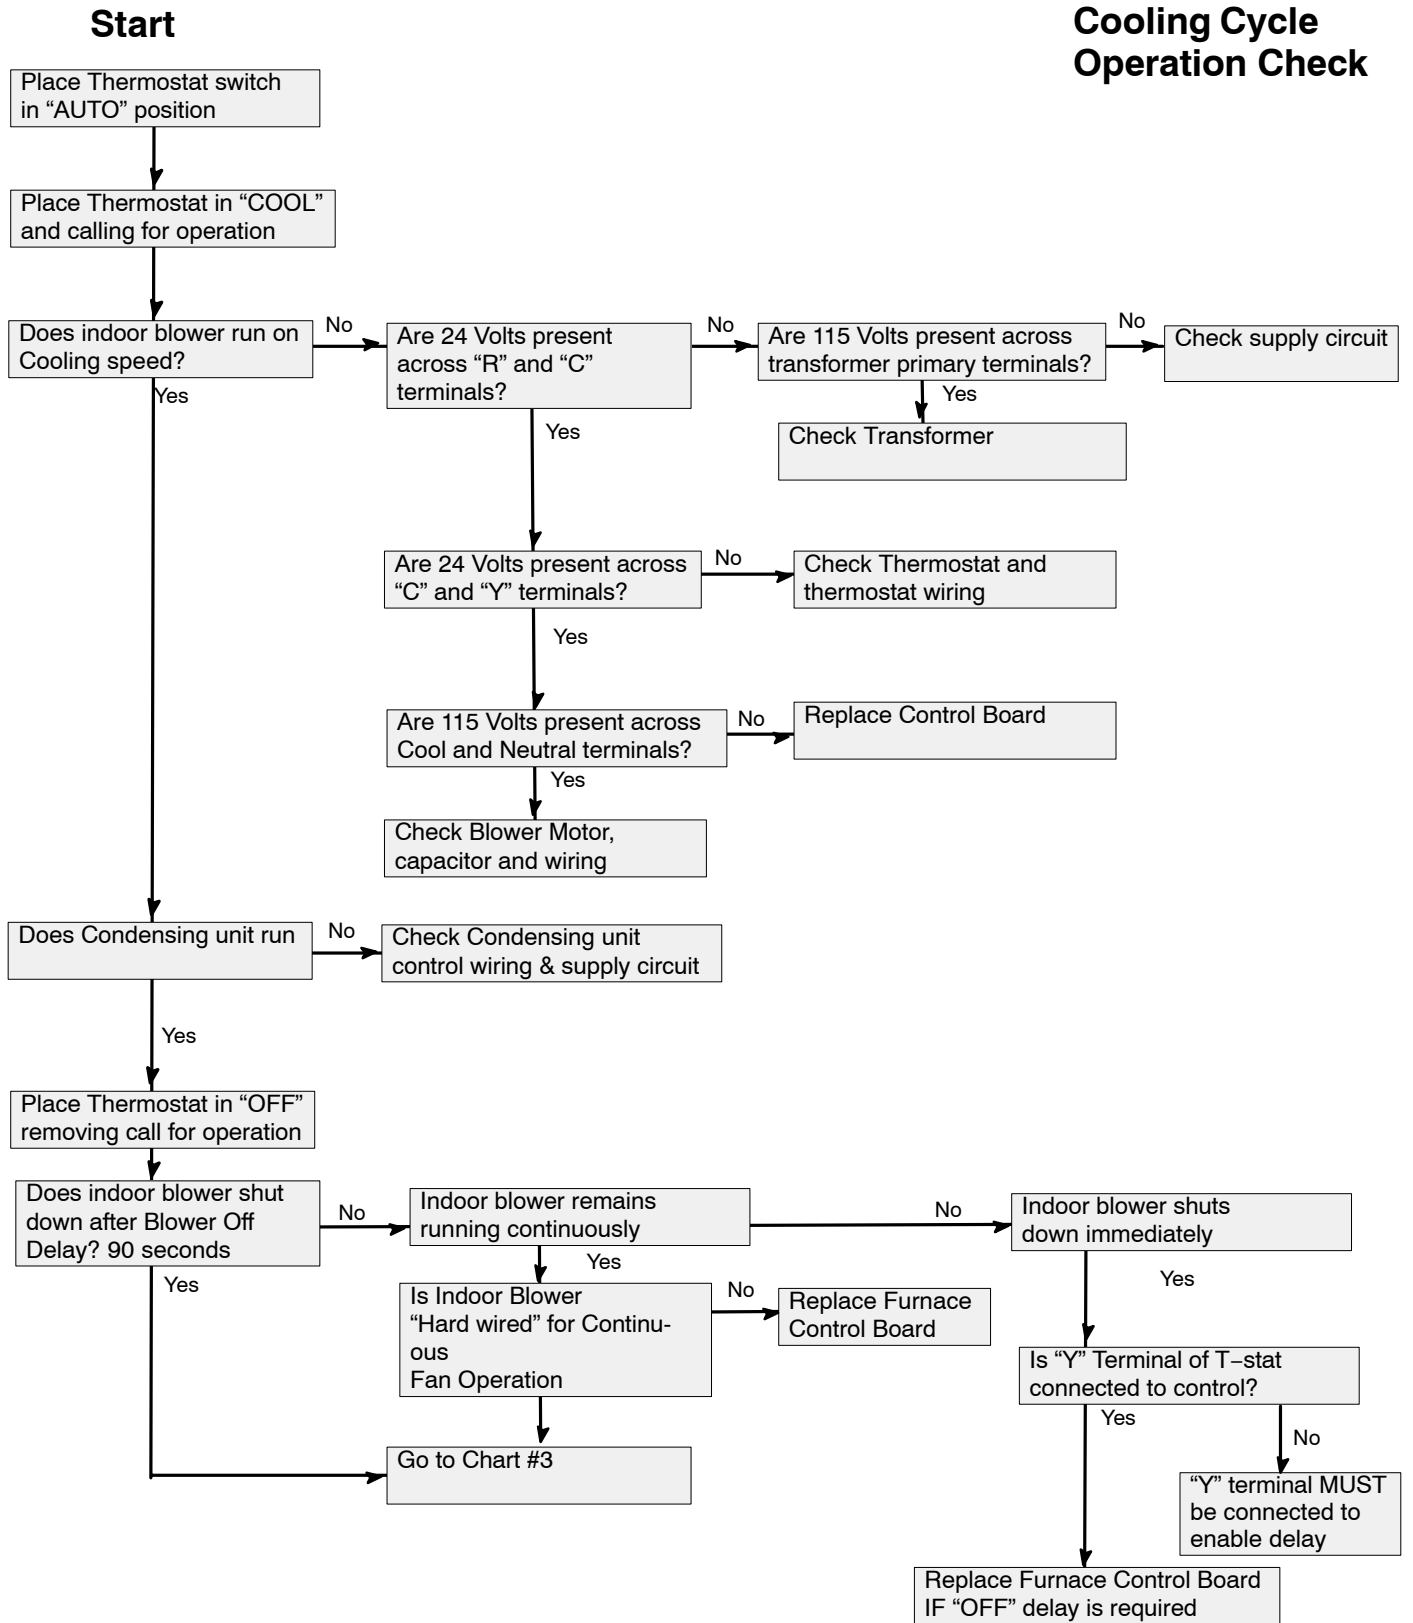 Start
Cooling Cycle
Operation Check
Place Thermostat switch
in “AUTO” position
Place Thermostat in “COOL”
and calling for operation
Does indoor blower run on
Cooling speed?
No
Are 24 Volts present
across “R” and “C”
terminals?
No
Are 115 Volts present across
transformer primary terminals?
No
Check supply circuit
Yes
Yes
Yes
Check Transformer
Are 24 Volts present across
“C” and “Y” terminals?
No
Check Thermostat and
thermostat wiring
Yes
Are 115 Volts present across
Cool and Neutral terminals?
No
Replace Control Board
Yes
Check Blower Motor,
capacitor and wiring
Does Condensing unit run
No
Check Condensing unit
control wiring & supply circuit
Yes
Place Thermostat in “OFF”
removing call for operation
Does indoor blower shut
down after Blower Off
Delay? 90 seconds
No
Indoor blower remains
running continuously
No
Indoor blower shuts
down immediately
Yes
Yes
Yes
Is Indoor Blower
“Hard wired” for Continu-
ous
Fan Operation
No
Replace Furnace
Control Board
Is “Y” Terminal of T−stat
connected to control?
Yes
No
Go to Chart #3
“Y” terminal MUST
be connected to
enable delay
Replace Furnace Control Board
IF “OFF” delay is required